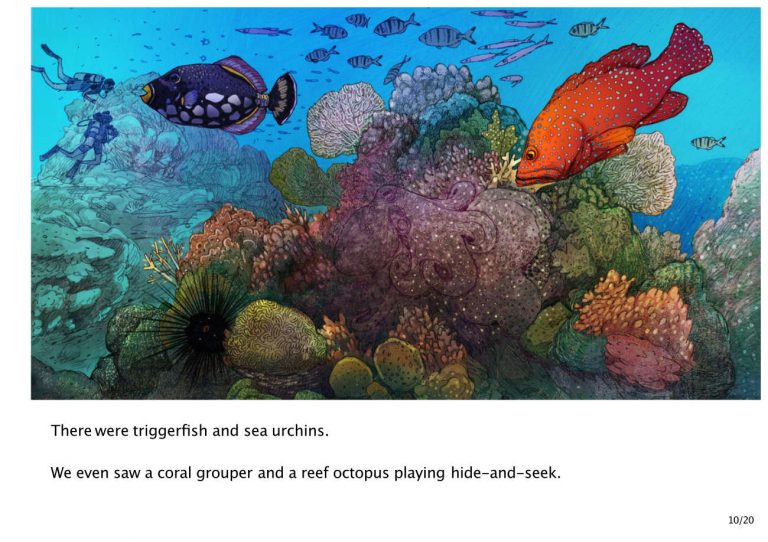 There were triggerfish and sea urchins.
We even saw a coral grouper and a reef octopus playing hide-and-seek.
10/20